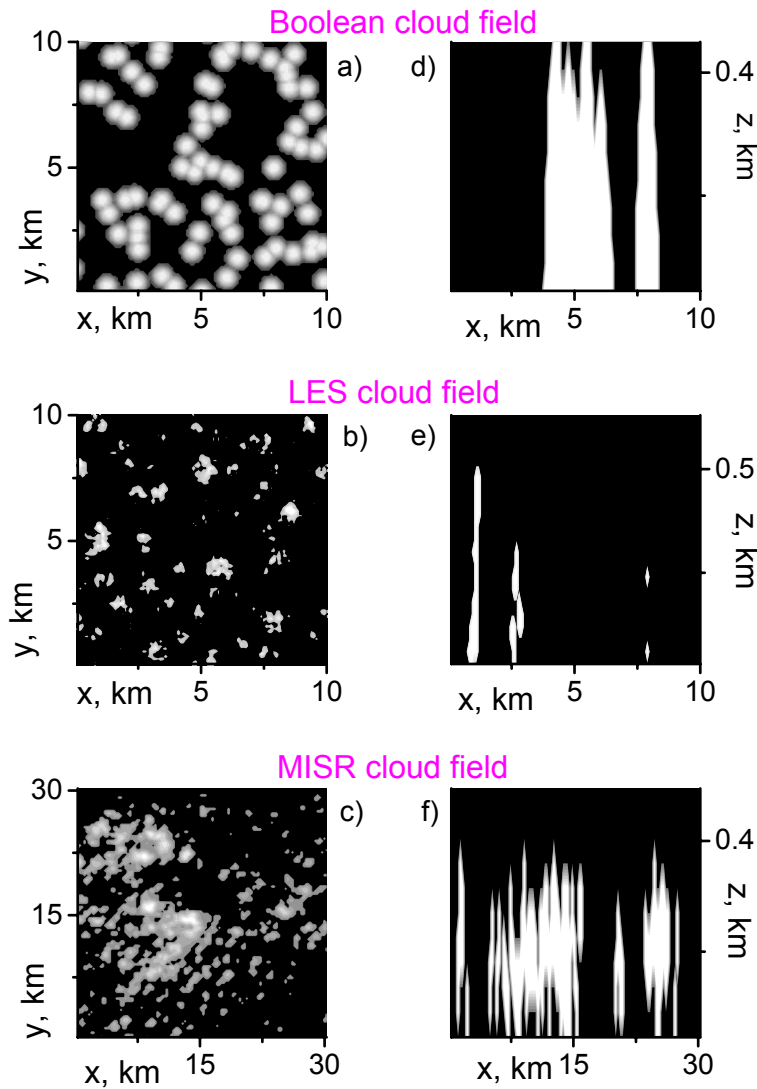 Boolean cloud field
10
a)
d)
0.4
5
y, km
z, km
x, km
5
10
x, km
5
10
LES cloud field
10
b)
e)
0.5
5
y, km
z, km
x, km
5
10
x, km
5
10
MISR cloud field
30
c)
f)
0.4
15
y, km
z, km
x, km
15
30
x, km
15
30